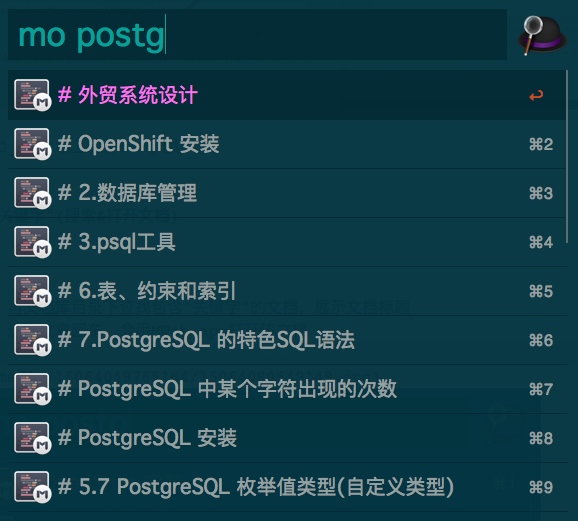 mo postg
# 外贸系统设计 ↩
# OpenShift 安装 ⌘2
# 2.数据库管理 ⌘3
# 3.psql工具 ⌘4
# 6.表、约束和索引 ⌘5
# 7.PostgreSQL 的特色SQL语法 ⌘6
# PostgreSQL 中某个字符出现的次数 ⌘7
# PostgreSQL 安装 ⌘8
# 5.7 PostgreSQL 枚举值类型(自定义类型) ⌘9